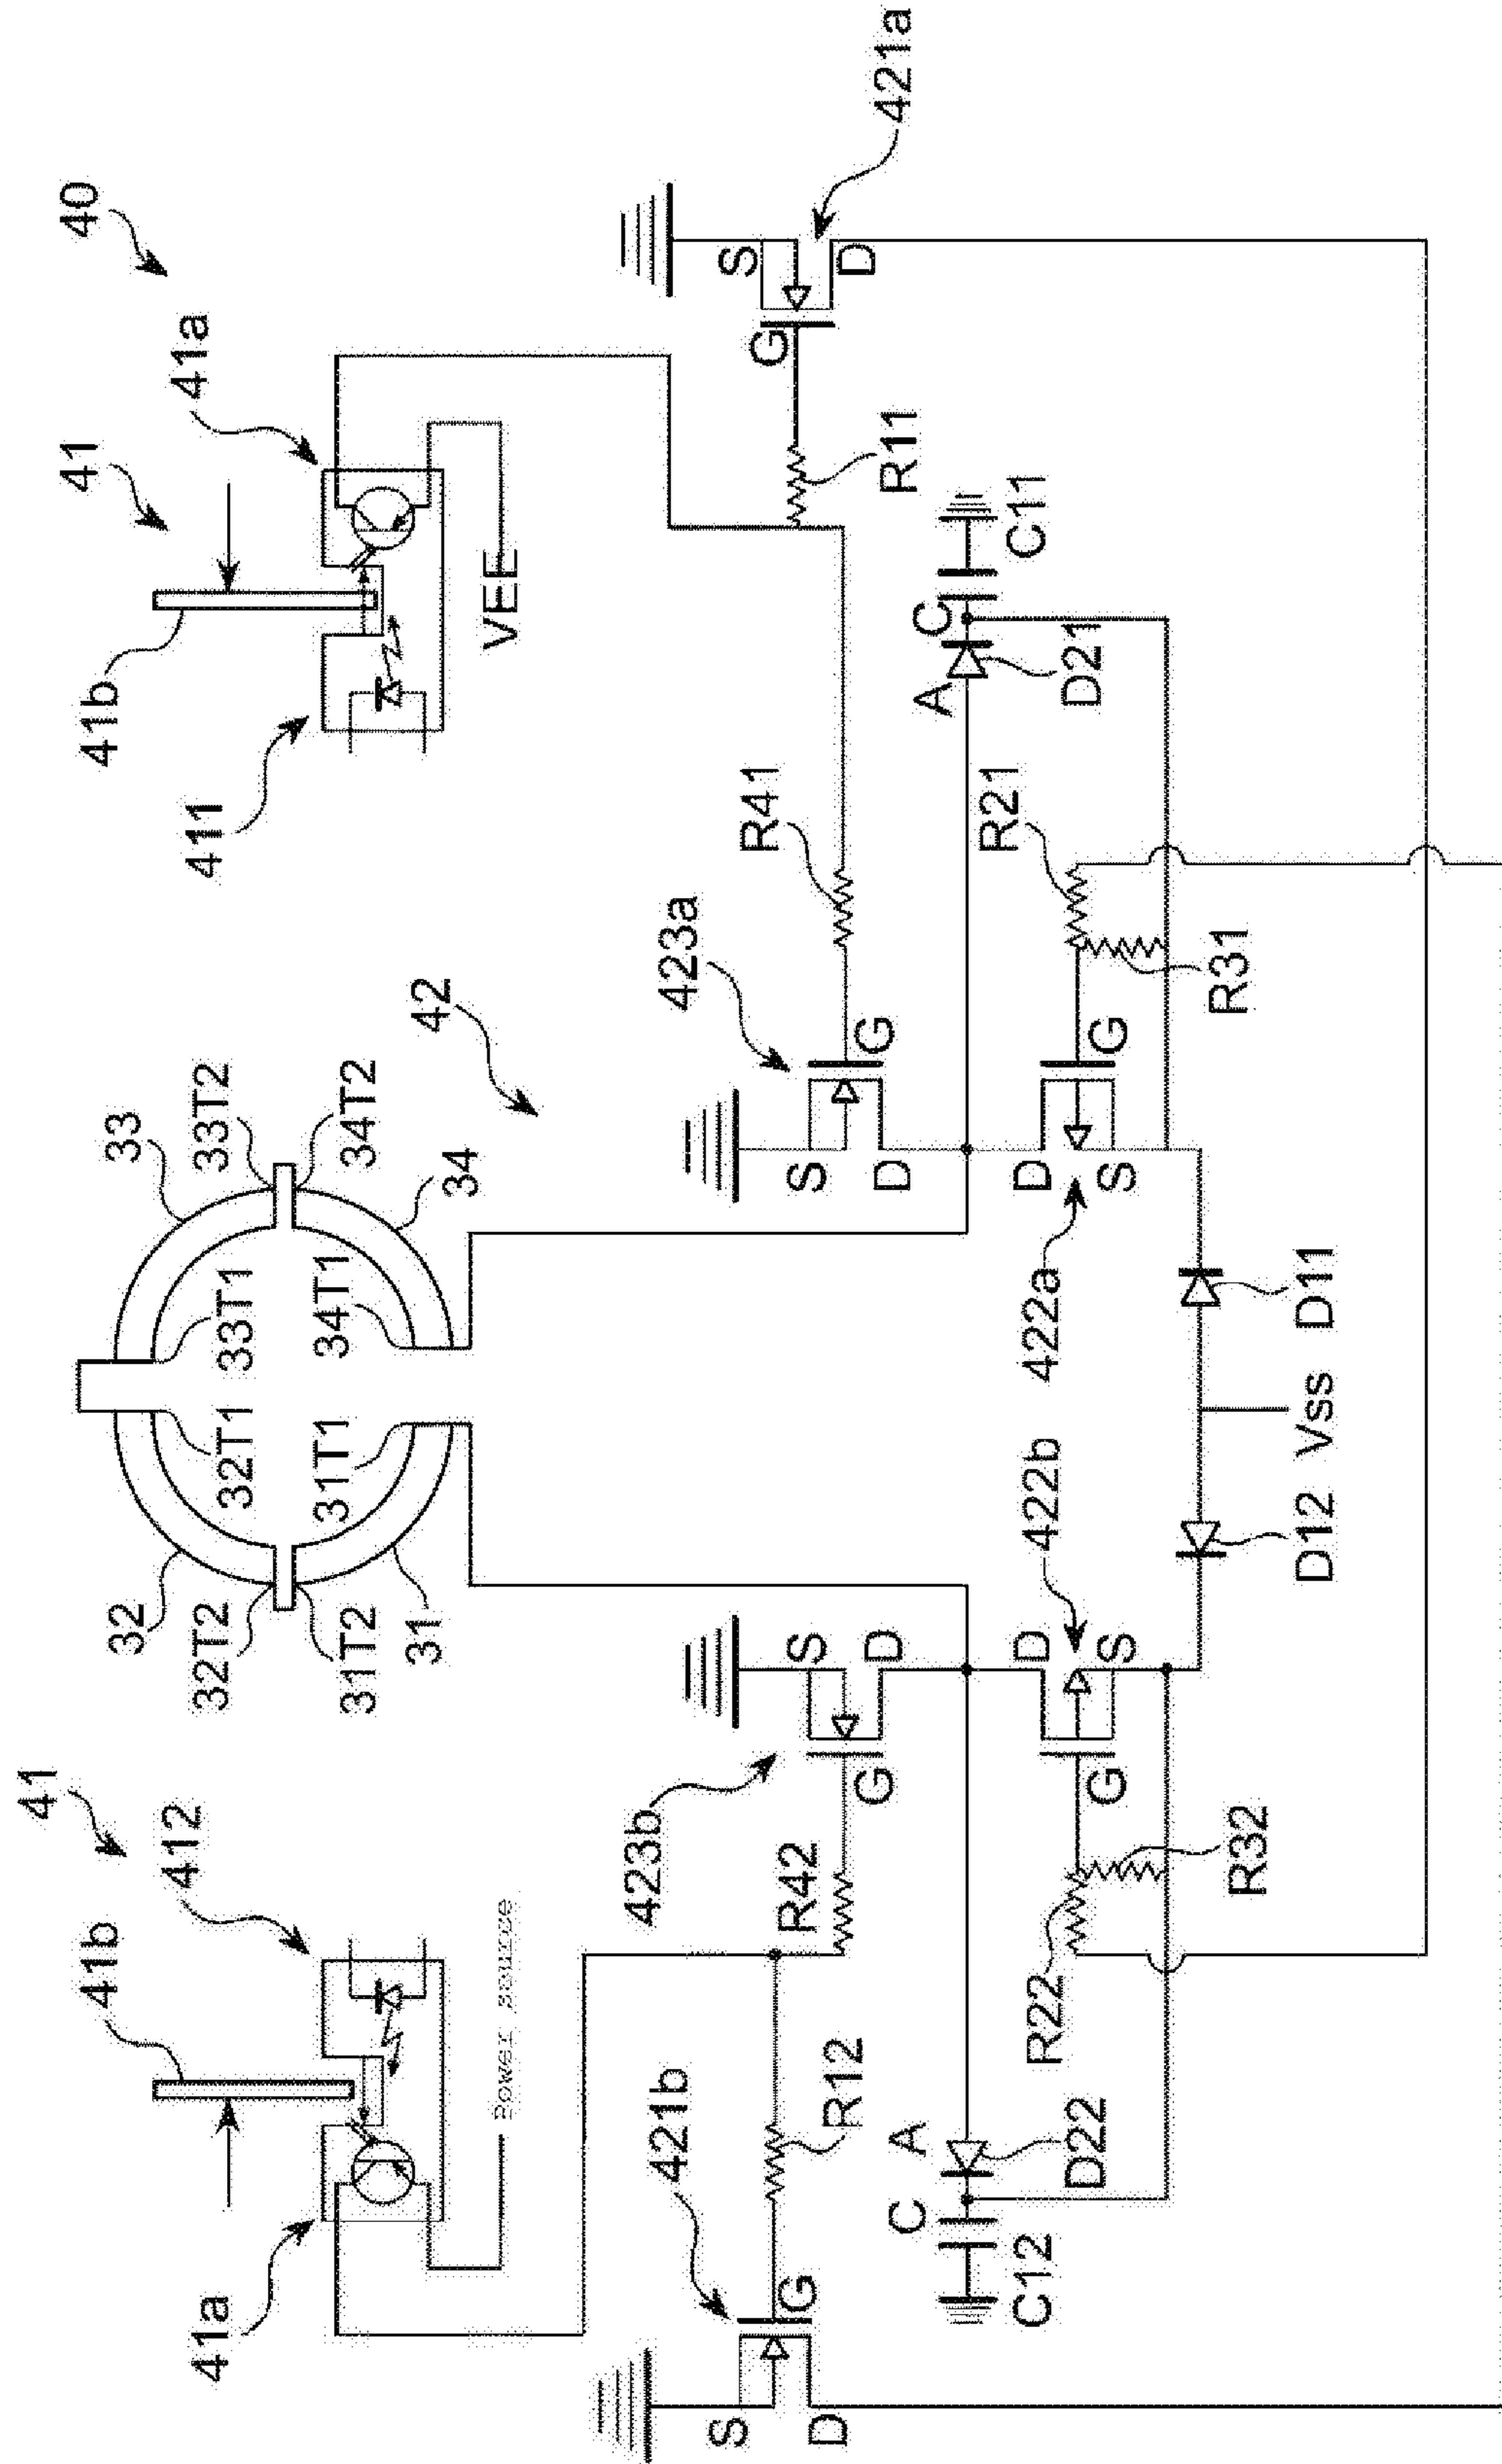 40
41
41
41a
41b
41b
412
411
41a
VEE
Power source
32
33
32T2
33T2
32T1
33T1
31T2
34T2
31T1
34T1
31
34
42
423b
423a
421b
421a
R42
R41
R12
R11
S
S
S
S
G
G
G
G
D
D
D
D
A
A
C
C
D22
D21
C12
C11
D
D
G
G
S
S
422b
422a
R22
R21
R32
R31
D12
Vss
D11